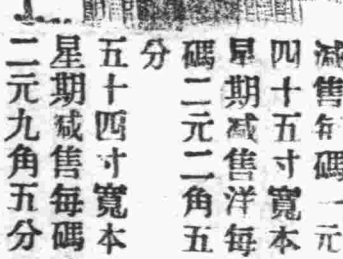 減售每碼一元
四十五寸寬本
星期減售洋每
碼二元二角五
分
五十四寸寬本
星期減售每碼
二元九角五分